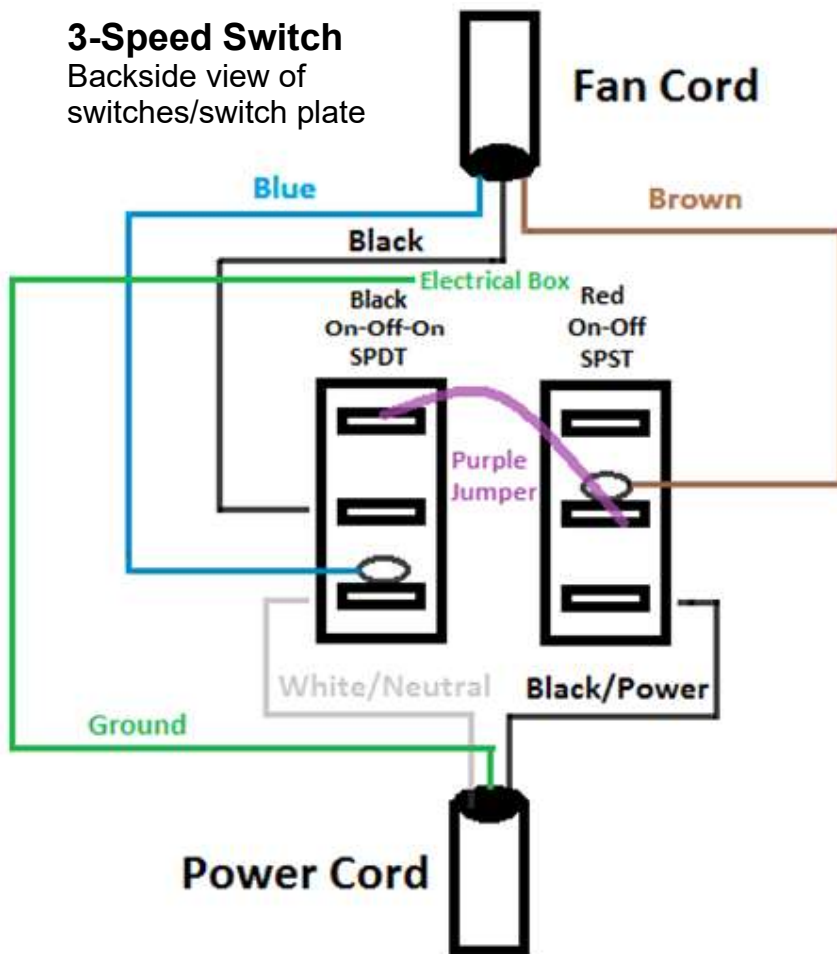 3-Speed Switch
Backside view of
switches/switch plate
Fan Cord
Blue
Brown
Black
Electrical Box
Black
On-Off-On
SPDT
Red
On-Off
SPST
Purple
Jumper
White/Neutral
Black/Power
Ground
Power Cord